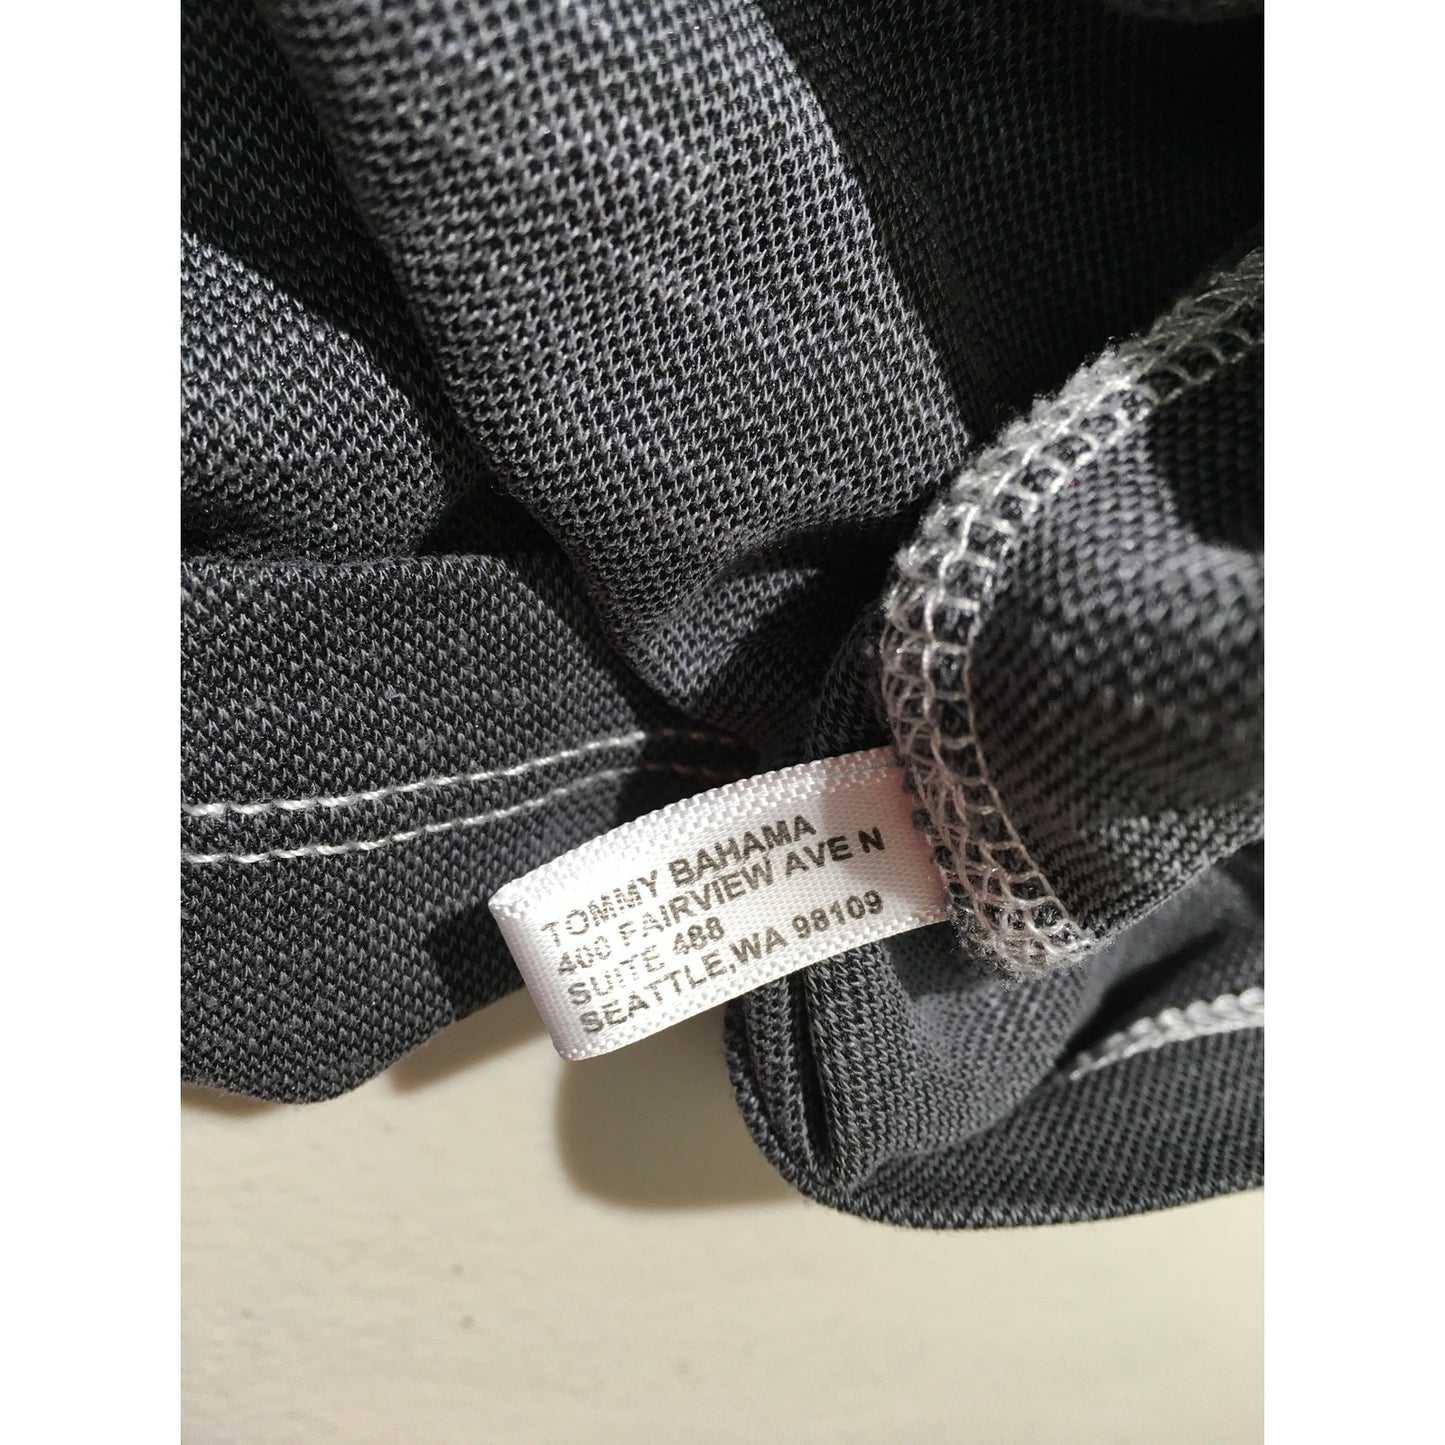 TOMMY BAHAMA
400 FAIRVIEW AVE N
SUITE 488
SEATTLE, WA 98109